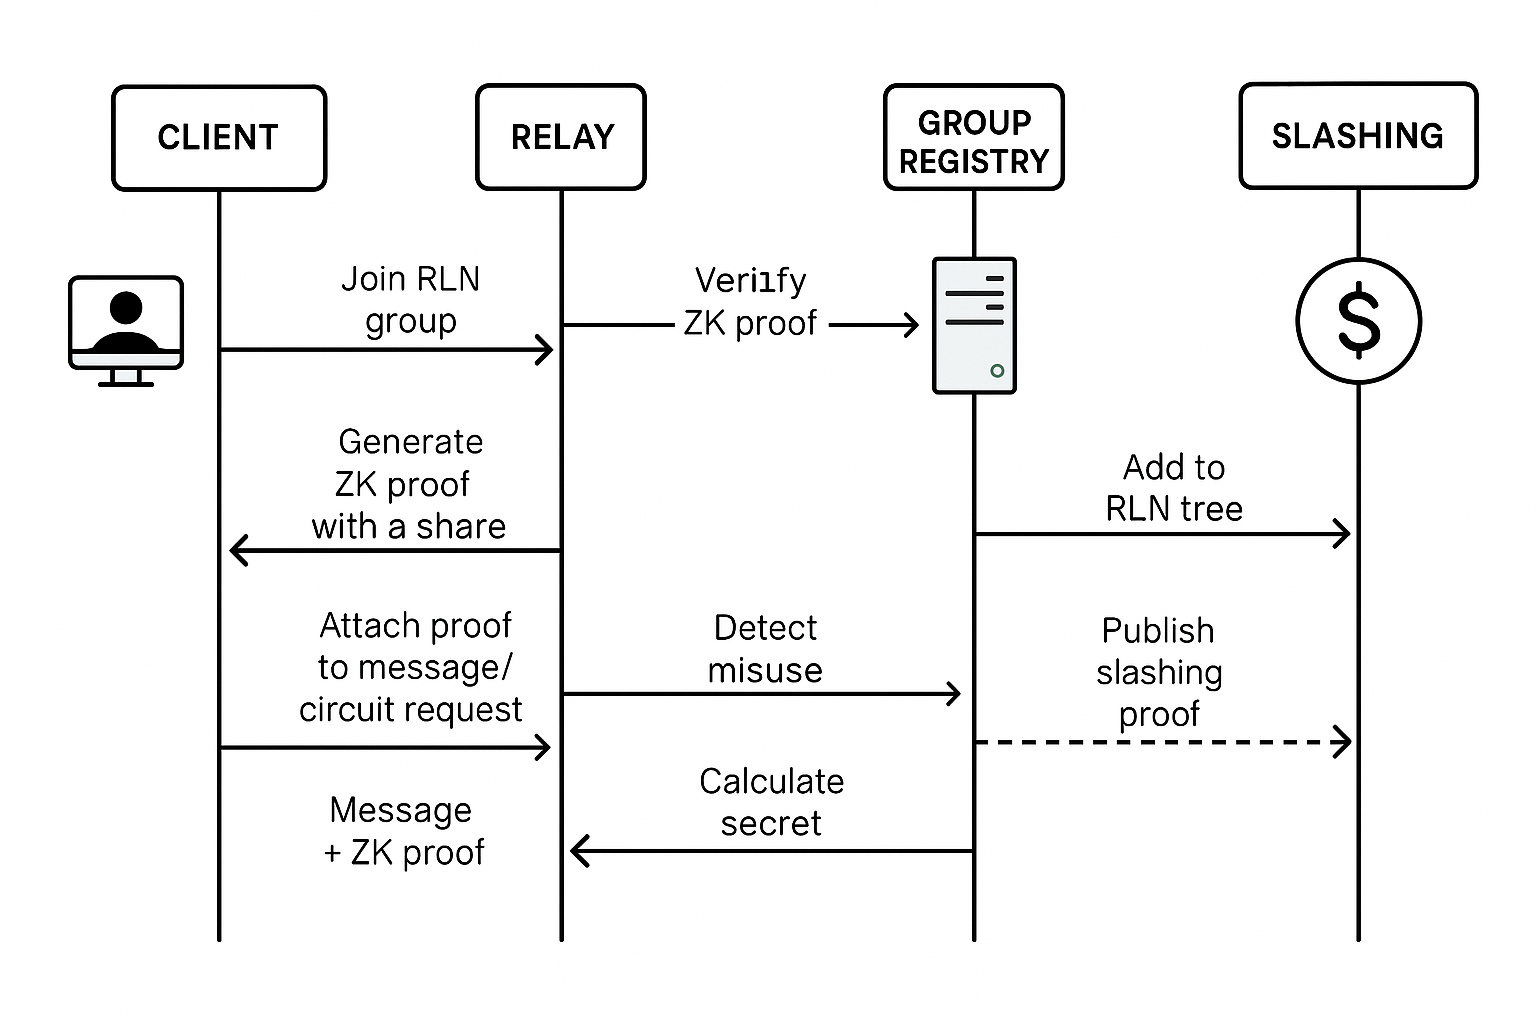 CLIENT
RELAY
GROUP
REGISTRY
SLASHING
Join RLN
group
Veri1fy
ZK proof
Generate
ZK proof
with a share
Add to
RLN tree
Attach proof
to message/
circuit request
Detect
misuse
Publish
slashing
proof
Message
+ ZK proof
Calculate
secret
$